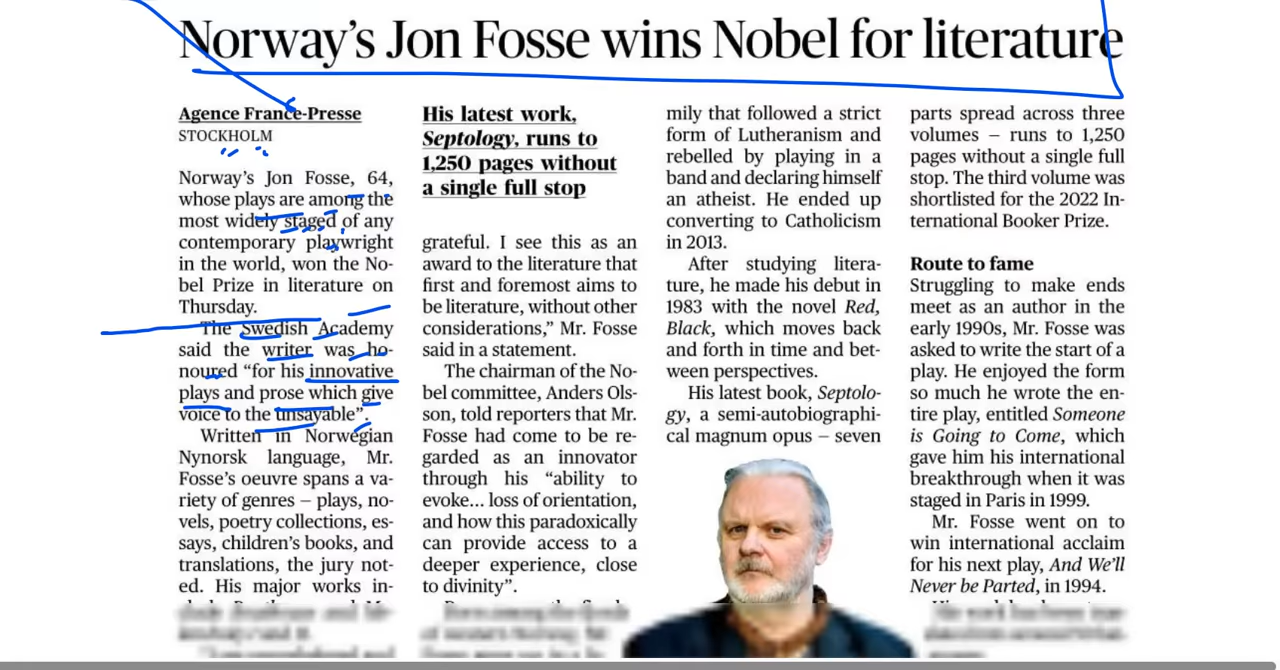 Norway’s Jon Fosse wins Nobel for literature
Agence France-Presse
STOCKHOLM
Norway’s Jon Fosse, 64,
whose plays are among the
most widely staged of any
contemporary playwright
in the world, won the No-
bel Prize in literature on
Thursday.
The Swedish Academy
said the writer was ho-
noured “for his innovative
plays and prose which give
voice to the unsayable”.
Written in Norwegian
Nynorsk language, Mr.
Fosse’s oeuvre spans a va-
riety of genres – plays, no-
vels, poetry collections, es-
says, children’s books, and
translations, the jury not-
ed. His major works in-
His latest work,
Septology, runs to
1,250 pages without
a single full stop
grateful. I see this as an
award to the literature that
first and foremost aims to
be literature, without other
considerations,” Mr. Fosse
said in a statement.
The chairman of the No-
bel committee, Anders Ols-
son, told reporters that Mr.
Fosse had come to be re-
garded as an innovator
through his “ability to
evoke... loss of orientation,
and how this paradoxically
can provide access to a
deeper experience, close
to divinity”.
mily that followed a strict
form of Lutheranism and
rebelled by playing in a
band and declaring himself
an atheist. He ended up
converting to Catholicism
in 2013.
After studying litera-
ture, he made his debut in
1983 with the novel Red,
Black, which moves back
and forth in time and bet-
ween perspectives.
His latest book, Septolo-
gy, a semi-autobiographi-
cal magnum opus – seven
parts spread across three
volumes – runs to 1,250
pages without a single full
stop. The third volume was
shortlisted for the 2022 In-
ternational Booker Prize.
Route to fame
Struggling to make ends
meet as an author in the
early 1990s, Mr. Fosse was
asked to write the start of a
play. He enjoyed the form
so much he wrote the en-
tire play, entitled Someone
is Going to Come, which
gave him his international
breakthrough when it was
staged in Paris in 1999.
Mr. Fosse went on to
win international acclaim
for his next play, And We’ll
Never be Parted, in 1994.